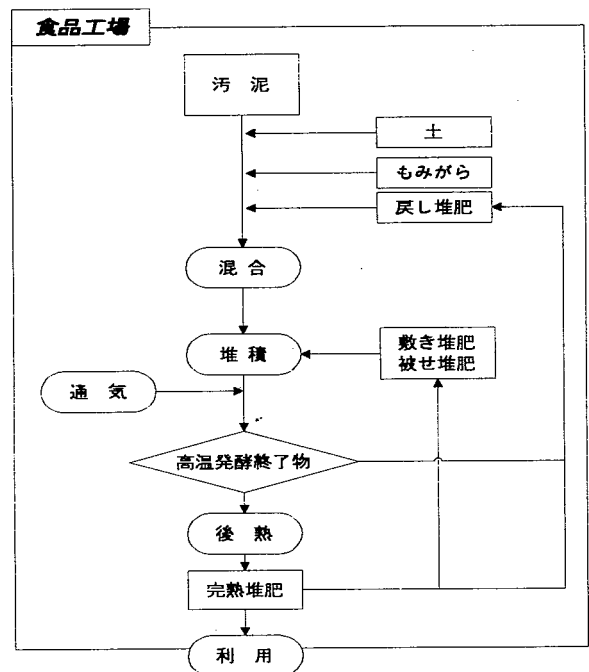 食品工場
汚泥
土
もみがら
戻し堆肥
混合
堆積
敷き堆肥
被せ堆肥
通気
高温発酵終了物
後熟
完熟堆肥
利用